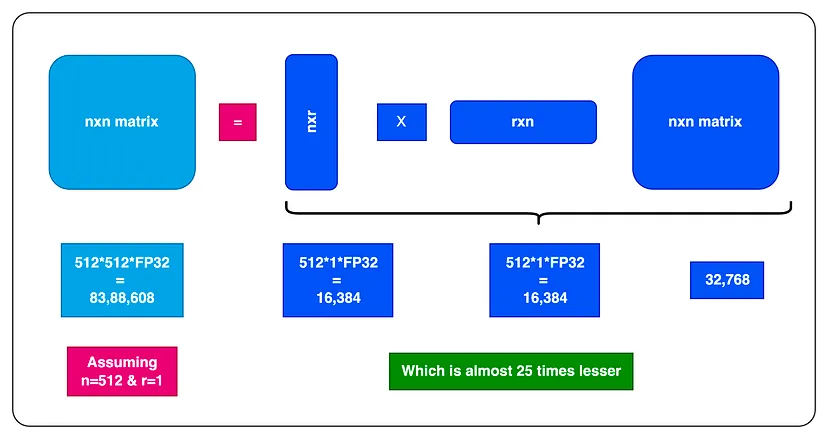 nxn matrix
=
nxr
X
rxn
nxn matrix
512*512*FP32
=
83,88,608
512*1*FP32
=
16,384
512*1*FP32
=
16,384
32,768
Assuming
n=512 & r=1
Which is almost 25 times lesser